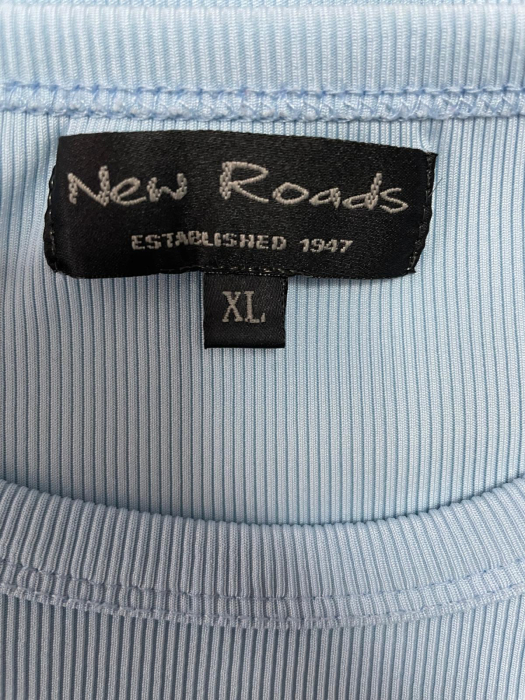 New Roads
ESTABLISHED 1947
XL